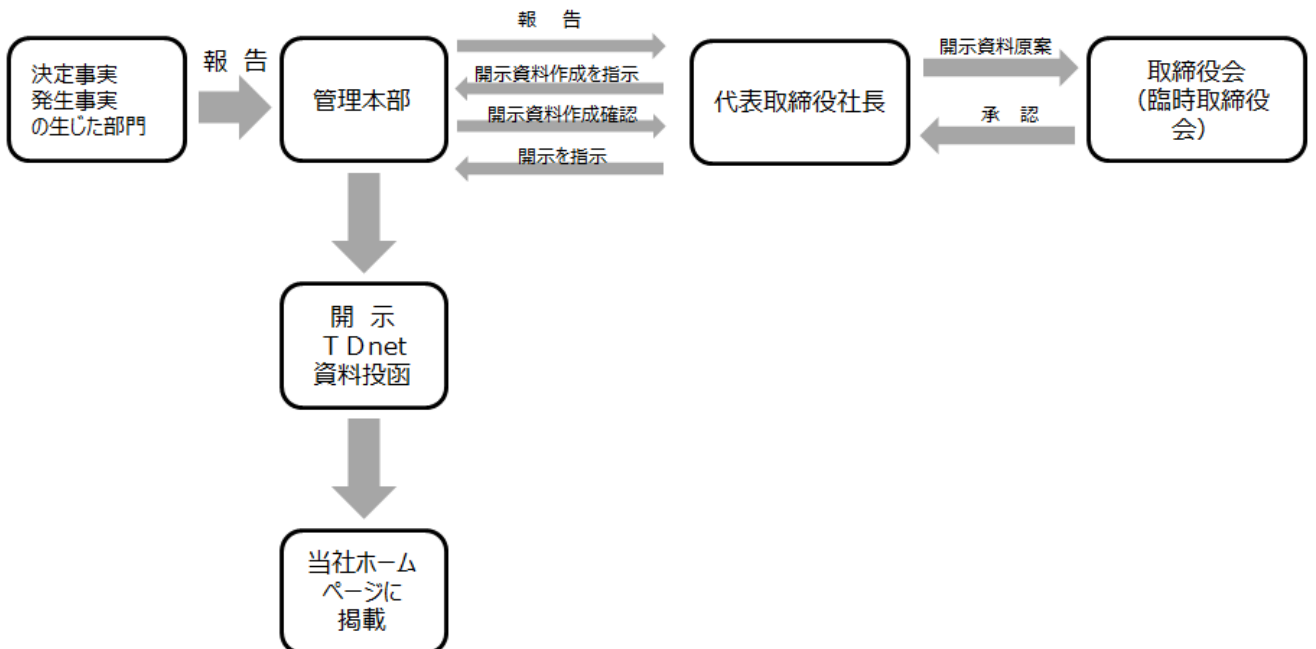 報 告
決定事実
発生事実
の生じた部門
報 告
管理本部
開示資料作成を指示
開示資料作成確認
開示を指示
代表取締役社長
開示資料原案
承 認
取締役会
（臨時取締役
会）
開 示
ＴＤnet
資料投函
当社ホーム
ページに
掲載